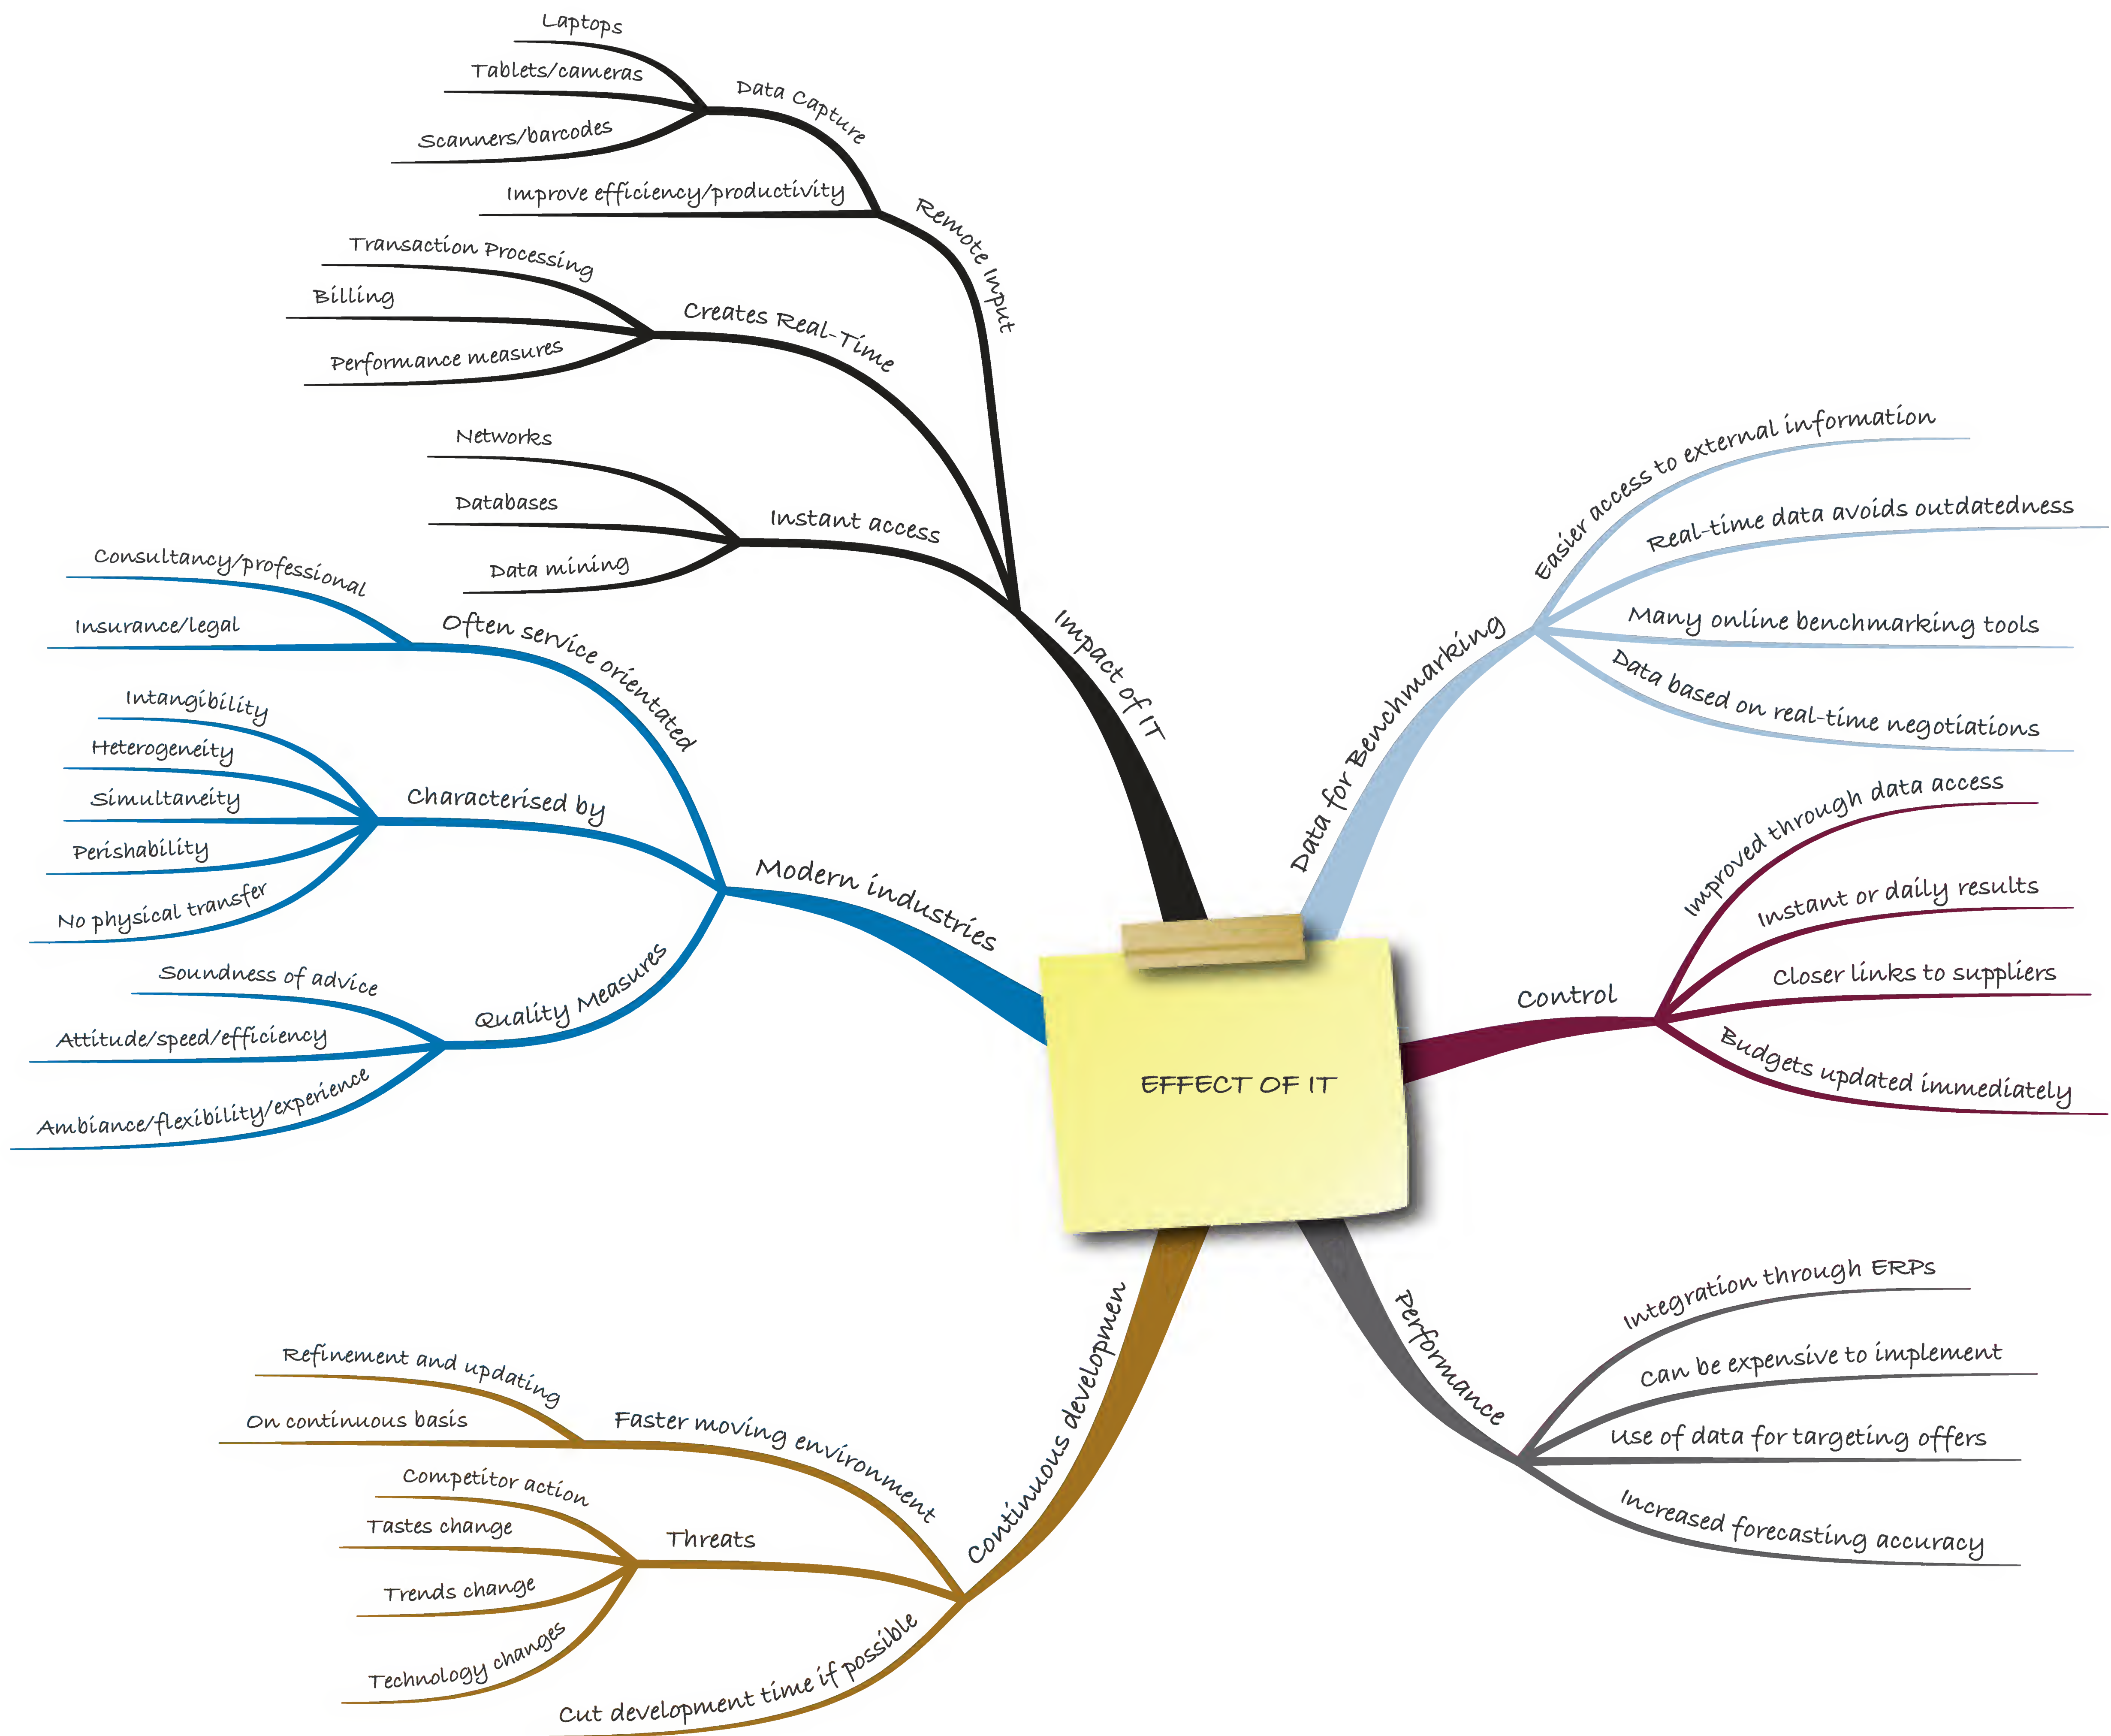 EFFECT OF IT
Impact of IT
Remote Input
Data Capture
Laptops
Tablets/cameras
Scanners/barcodes
Improve efficiency/productivity
Creates Real-Time
Transaction Processing
Billing
Performance measures
Instant access
Networks
Databases
Data mining
Modern industries
Often service orientated
Consultancy/professional
Insurance/legal
Characterised by
Intangibility
Heterogeneity
Simultaneity
Perishability
No physical transfer
Quality Measures
Soundness of advice
Attitude/speed/efficiency
Ambiance/flexibility/experience
Continuous developmen
Faster moving environment
Refinement and updating
On continuous basis
Threats
Competitor action
Tastes change
Trends change
Technology changes
Cut development time if possible
Data for Benchmarking
Easier access to external information
Real-time data avoids outdatedness
Many online benchmarking tools
Data based on real-time negotiations
Control
Improved through data access
Instant or daily results
Closer links to suppliers
Budgets updated immediately
Performance
Integration through ERPs
Can be expensive to implement
Use of data for targeting offers
Increased forecasting accuracy